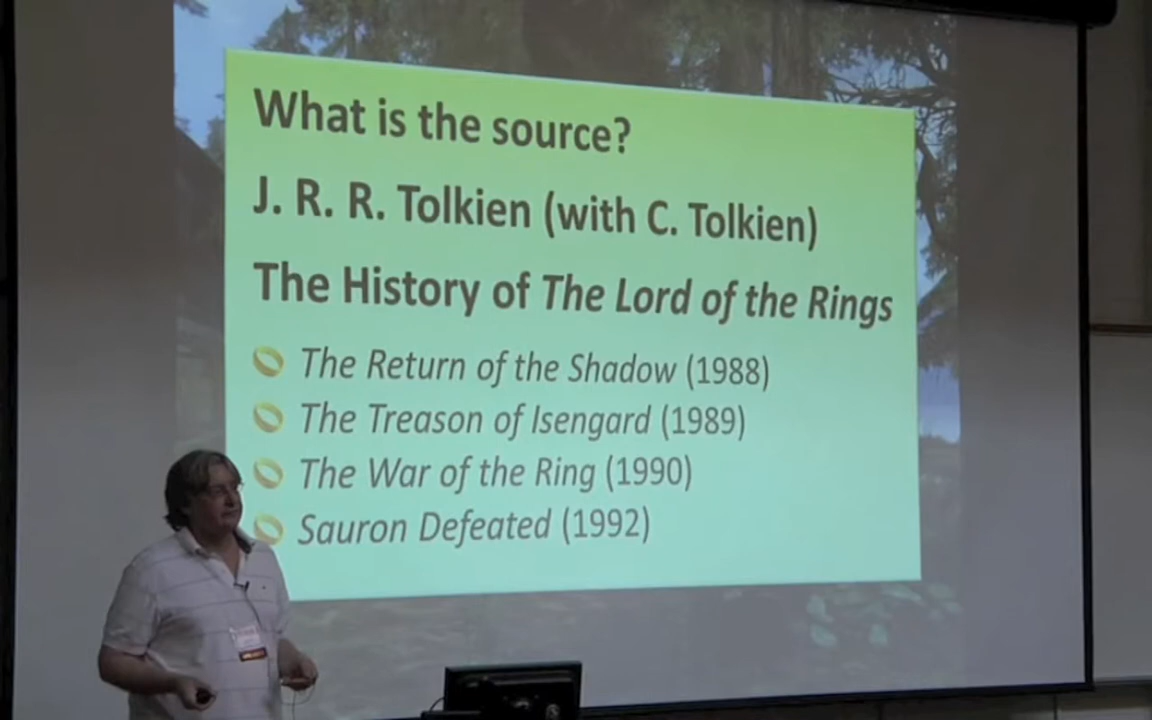 What is the source?
J. R. R. Tolkien (with C. Tolkien)
The History of The Lord of the Rings
The Return of the Shadow (1988)
The Treason of Isengard (1989)
The War of the Ring (1990)
Sauron Defeated (1992)